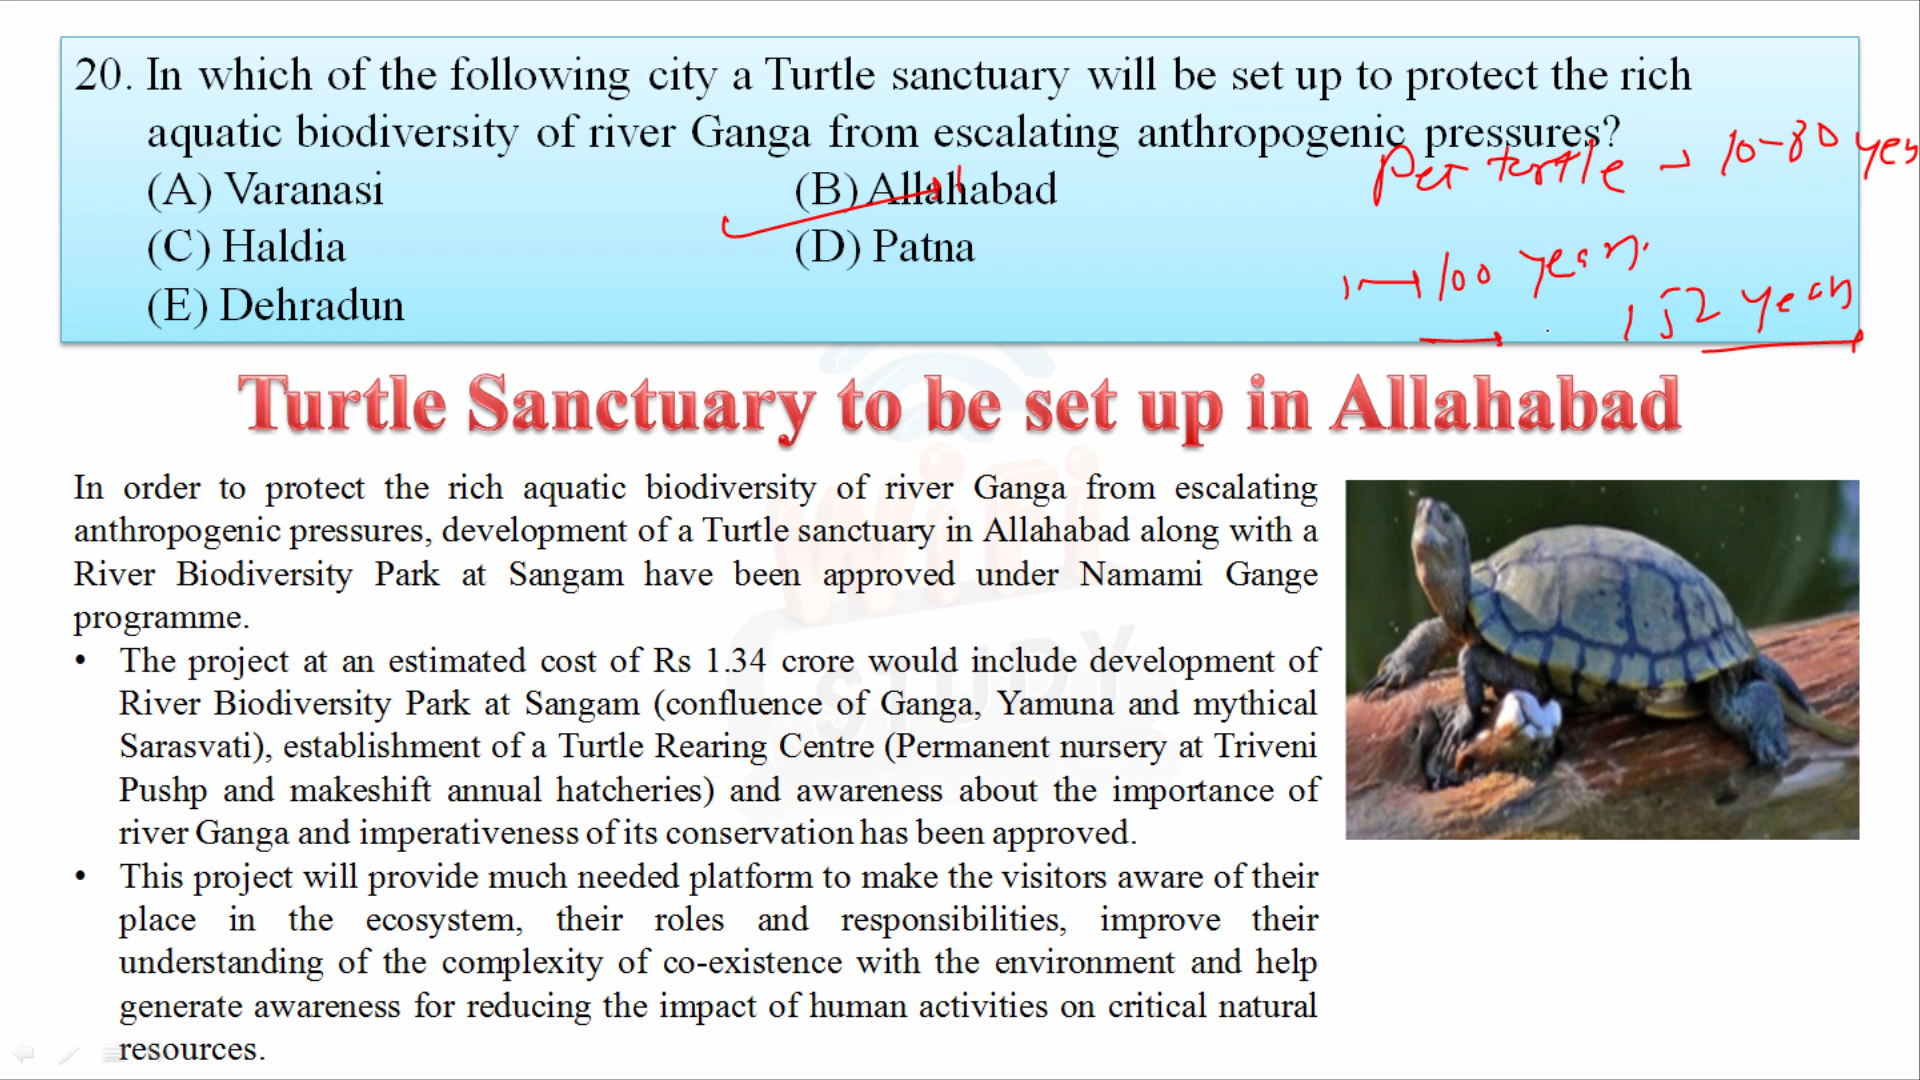 20. In which of the following city a Turtle sanctuary will be set up to protect the rich
aquatic biodiversity of river Ganga from escalating anthropogenic pressures?
(A) Varanasi (B) Allahabad
(C) Haldia (D) Patna
(E) Dehradun
Pet turtle → 10-80 yes
100 years.
152 years
Turtle Sanctuary to be set up in Allahabad
In order to protect the rich aquatic biodiversity of river Ganga from escalating
anthropogenic pressures, development of a Turtle sanctuary in Allahabad along with a
River Biodiversity Park at Sangam have been approved under Namami Gange
programme.
• The project at an estimated cost of Rs 1.34 crore would include development of
River Biodiversity Park at Sangam (confluence of Ganga, Yamuna and mythical
Sarasvati), establishment of a Turtle Rearing Centre (Permanent nursery at Triveni
Pushp and makeshift annual hatcheries) and awareness about the importance of
river Ganga and imperativeness of its conservation has been approved.
• This project will provide much needed platform to make the visitors aware of their
place in the ecosystem, their roles and responsibilities, improve their
understanding of the complexity of co-existence with the environment and help
generate awareness for reducing the impact of human activities on critical natural
resources.
wifi
STUDY